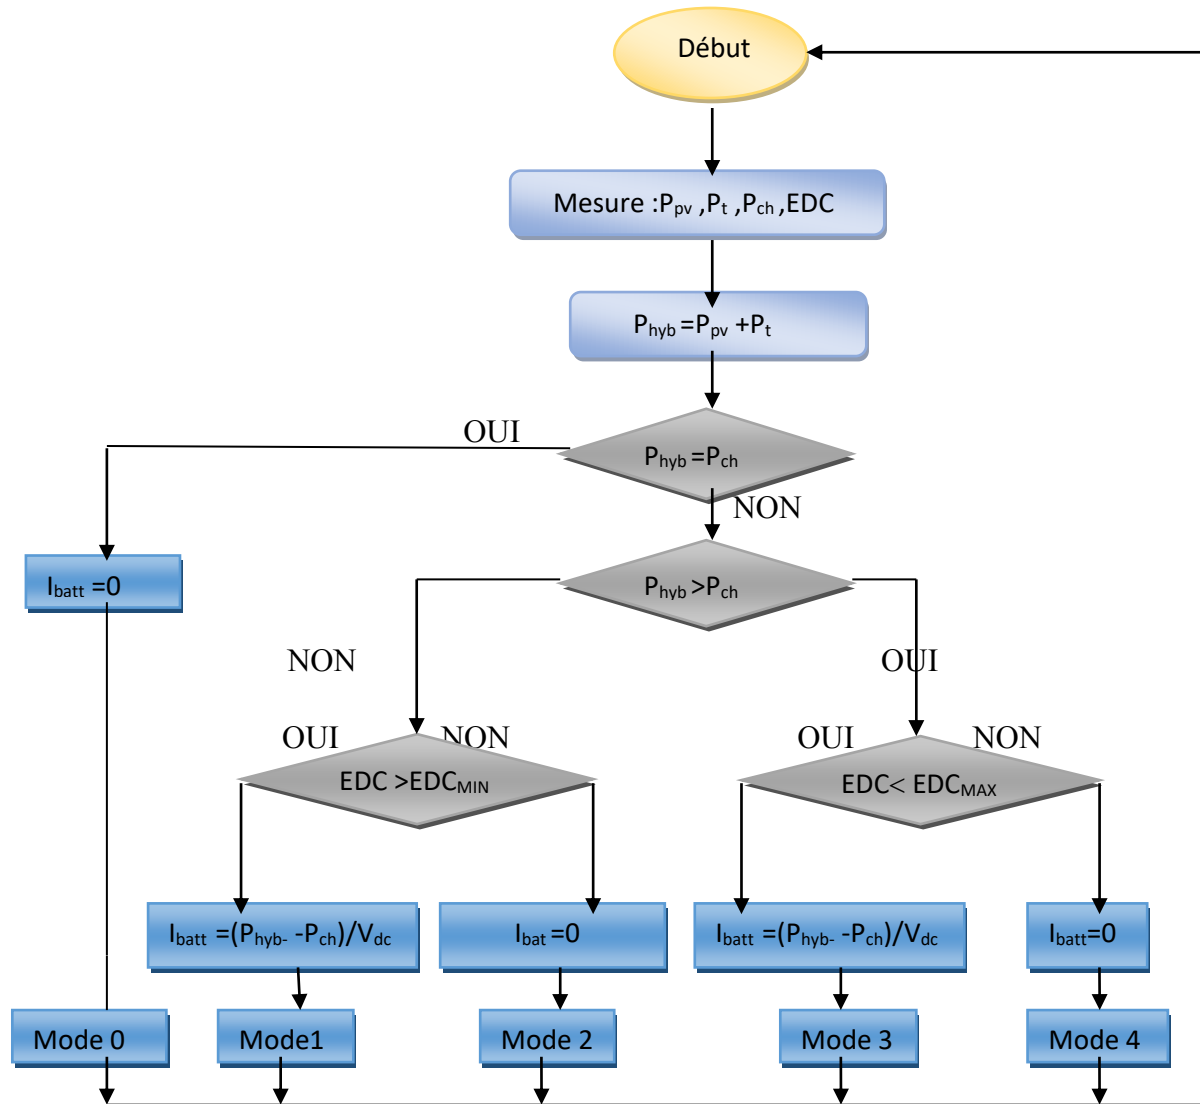 Début
Mesure :Ppv ,Pt ,Pch ,EDC
Phyb =Ppv +Pt
OUI
Phyb =Pch
NON
Ibatt =0
Phyb >Pch
NON
OUI
OUI
NON
OUI
NON
EDC >EDCMIN
EDC< EDCMAX
Ibatt =(Phyb- -Pch)/Vdc
Ibat =0
Ibatt =(Phyb- -Pch)/Vdc
Ibatt=0
Mode 0
Mode1
Mode 2
Mode 3
Mode 4